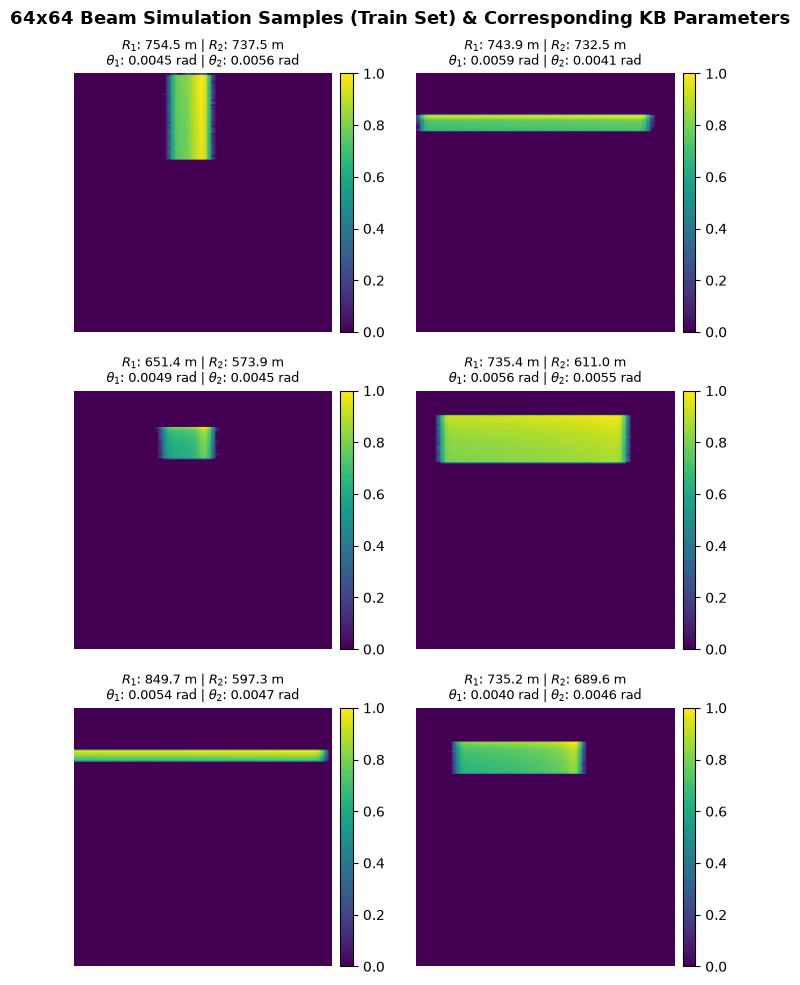 64x64 Beam Simulation Samples (Train Set) & Corresponding KB Parameters
R₁: 754.5 m | R₂: 737.5 m
θ₁: 0.0045 rad | θ₂: 0.0056 rad
1.0
0.8
0.6
0.4
0.2
0.0
R₁: 743.9 m | R₂: 732.5 m
θ₁: 0.0059 rad | θ₂: 0.0041 rad
1.0
0.8
0.6
0.4
0.2
0.0
R₁: 651.4 m | R₂: 573.9 m
θ₁: 0.0049 rad | θ₂: 0.0045 rad
1.0
0.8
0.6
0.4
0.2
0.0
R₁: 735.4 m | R₂: 611.0 m
θ₁: 0.0056 rad | θ₂: 0.0055 rad
1.0
0.8
0.6
0.4
0.2
0.0
R₁: 849.7 m | R₂: 597.3 m
θ₁: 0.0054 rad | θ₂: 0.0047 rad
1.0
0.8
0.6
0.4
0.2
0.0
R₁: 735.2 m | R₂: 689.6 m
θ₁: 0.0040 rad | θ₂: 0.0046 rad
1.0
0.8
0.6
0.4
0.2
0.0